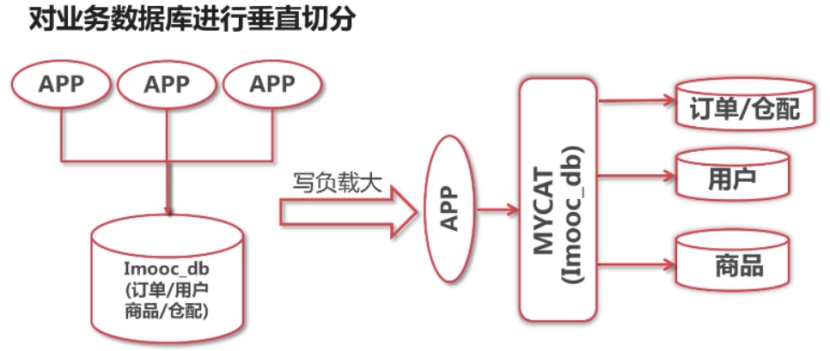 对业务数据库进行垂直切分
APP
APP
APP
Imooc_db
(订单/用户
商品/仓配)
写负载大
APP
MYCAT
(Imooc_db)
订单/仓配
用户
商品